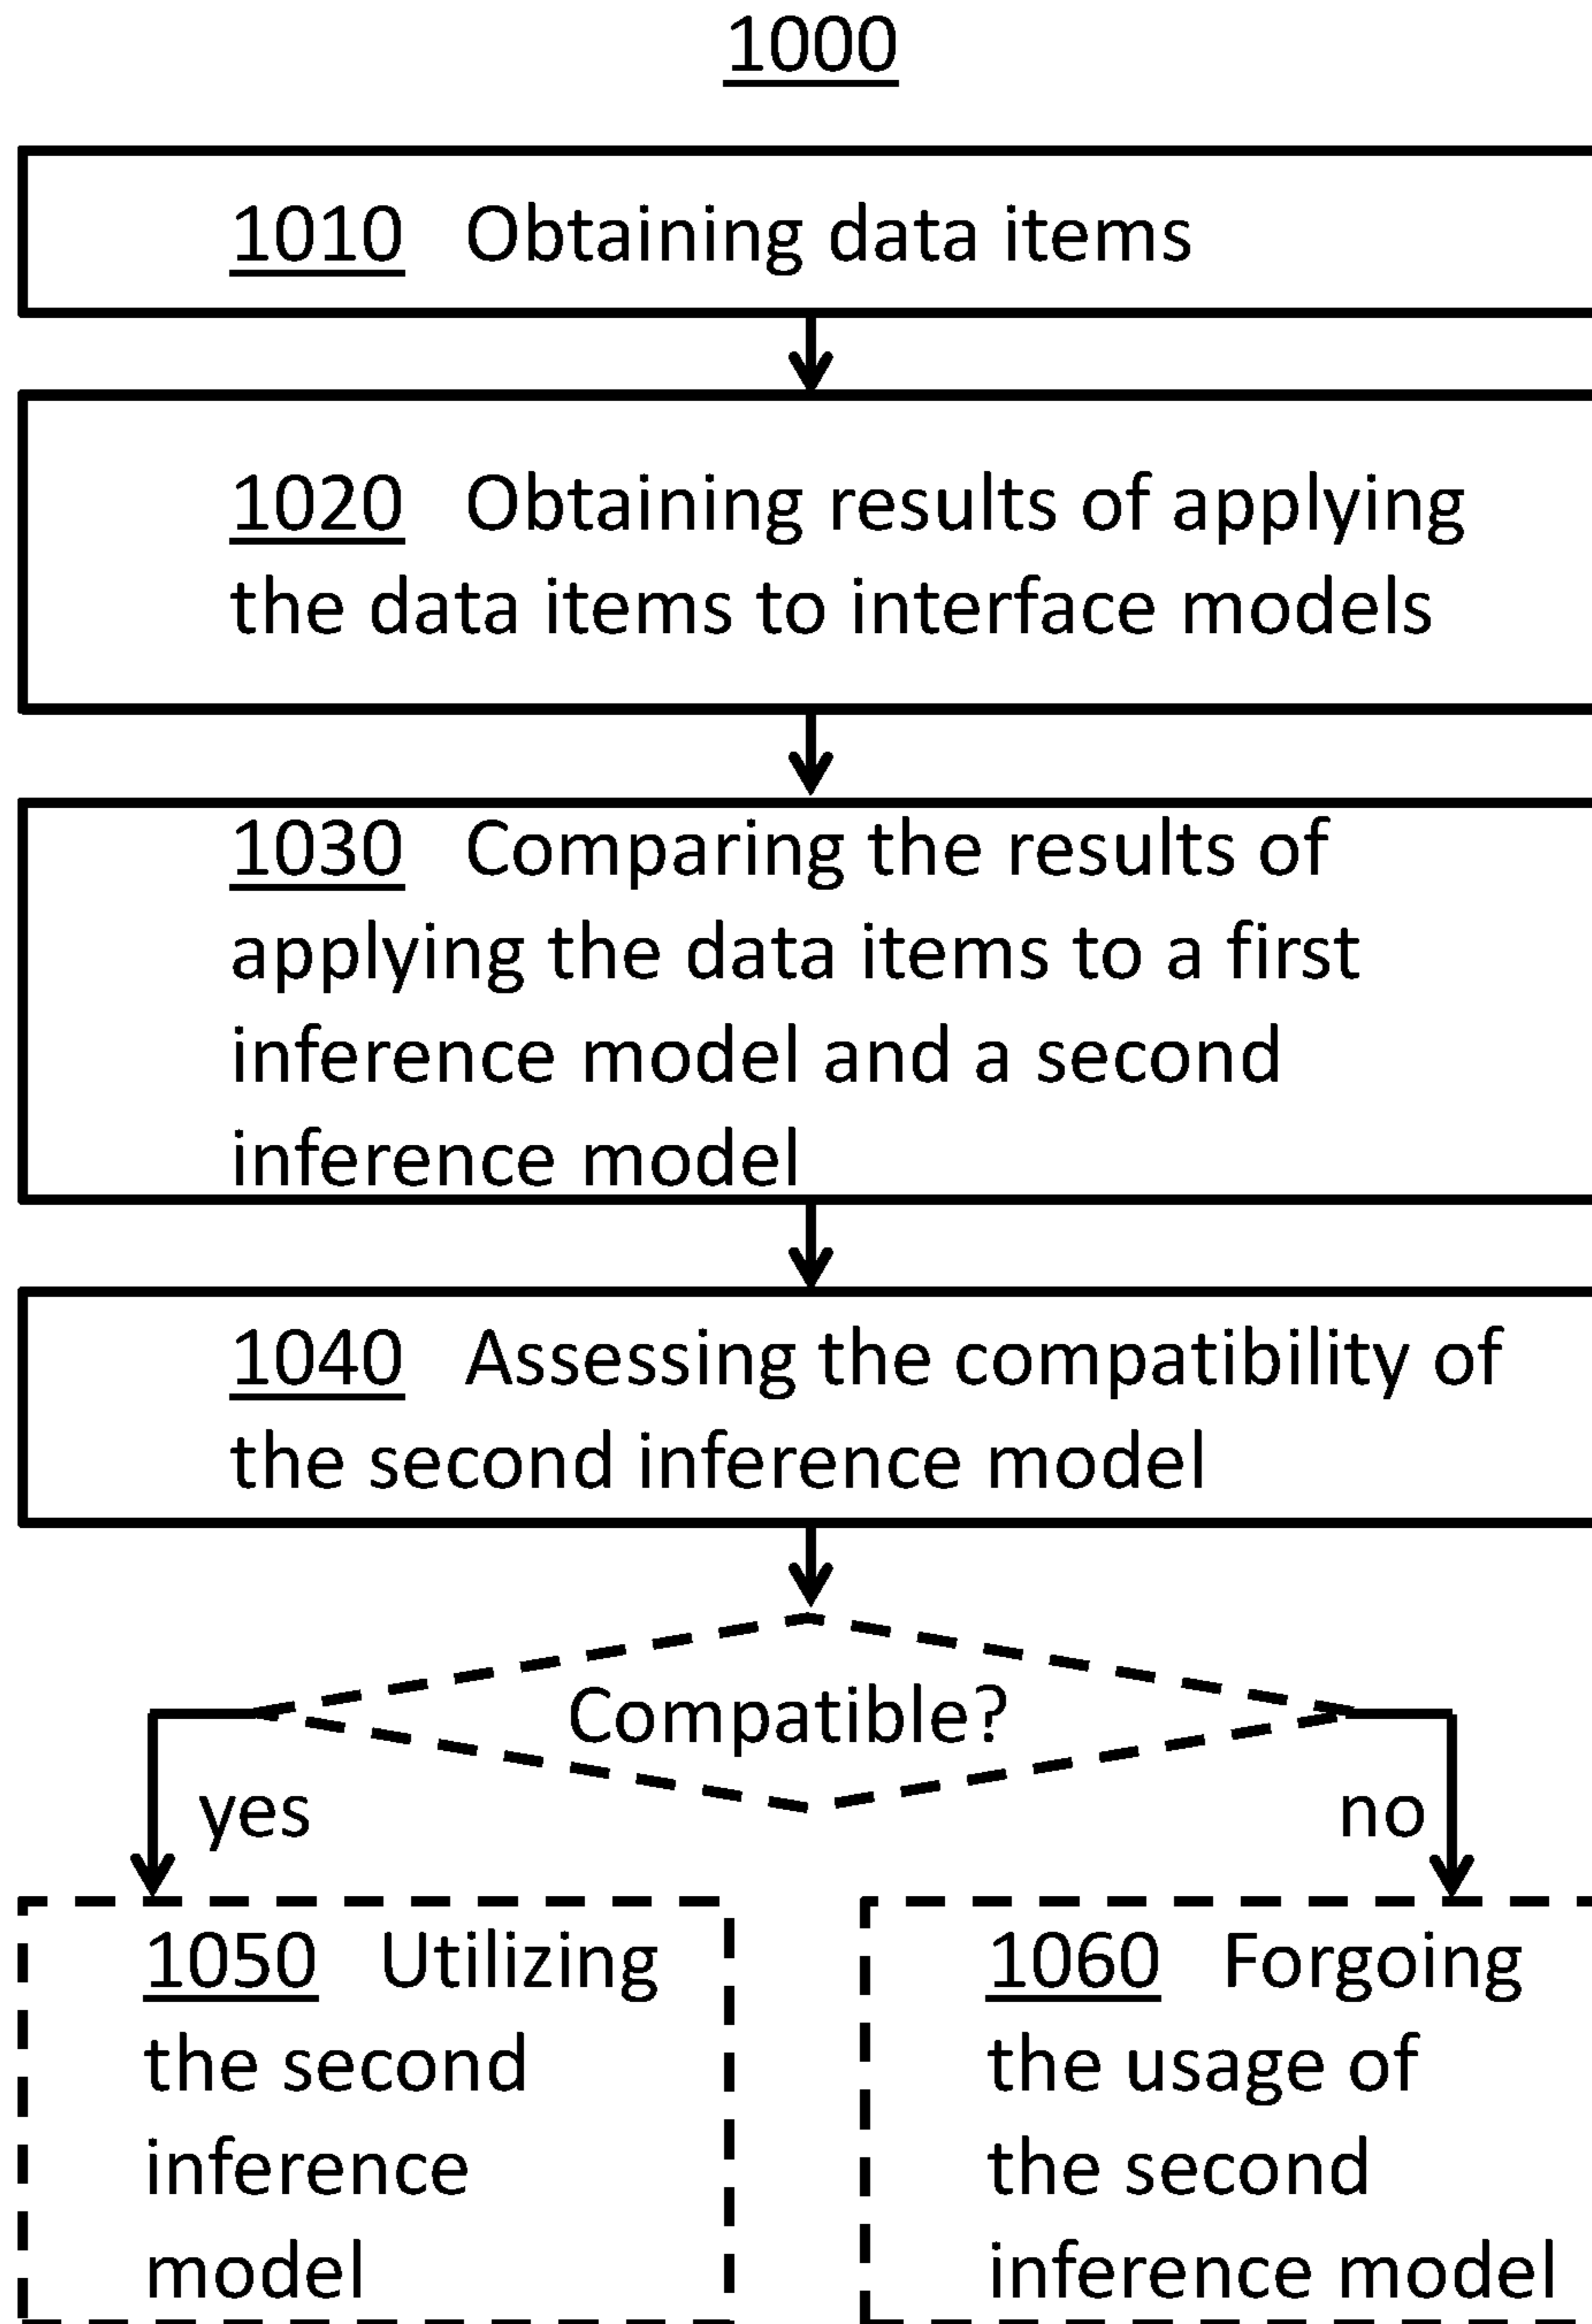 1000
1010 Obtaining data items
1020 Obtaining results of applying
the data items to interface models
1030 Comparing the results of
applying the data items to a first
inference model and a second
inference model
1040 Assessing the compatibility of
the second inference model
Compatible?
yes
no
1050 Utilizing
the second
inference
model
1060 Forgoing
the usage of
the second
inference model